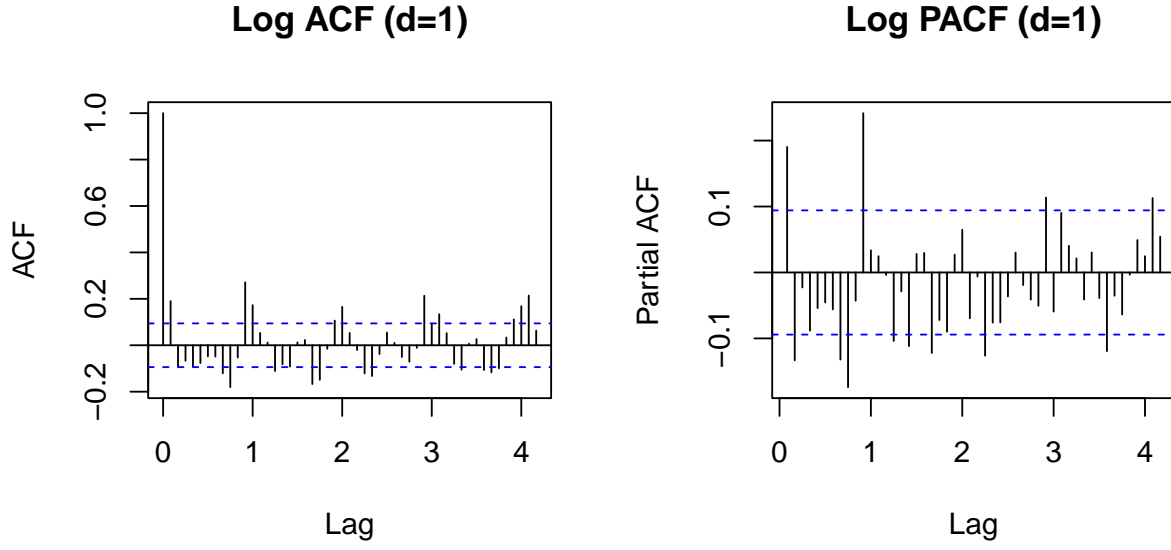 Log ACF (d=1)
ACF
1.0
0.6
0.2
−0.2
0 1 2 3 4
Lag
Log PACF (d=1)
Partial ACF
0.1
−0.1
0 1 2 3 4
Lag